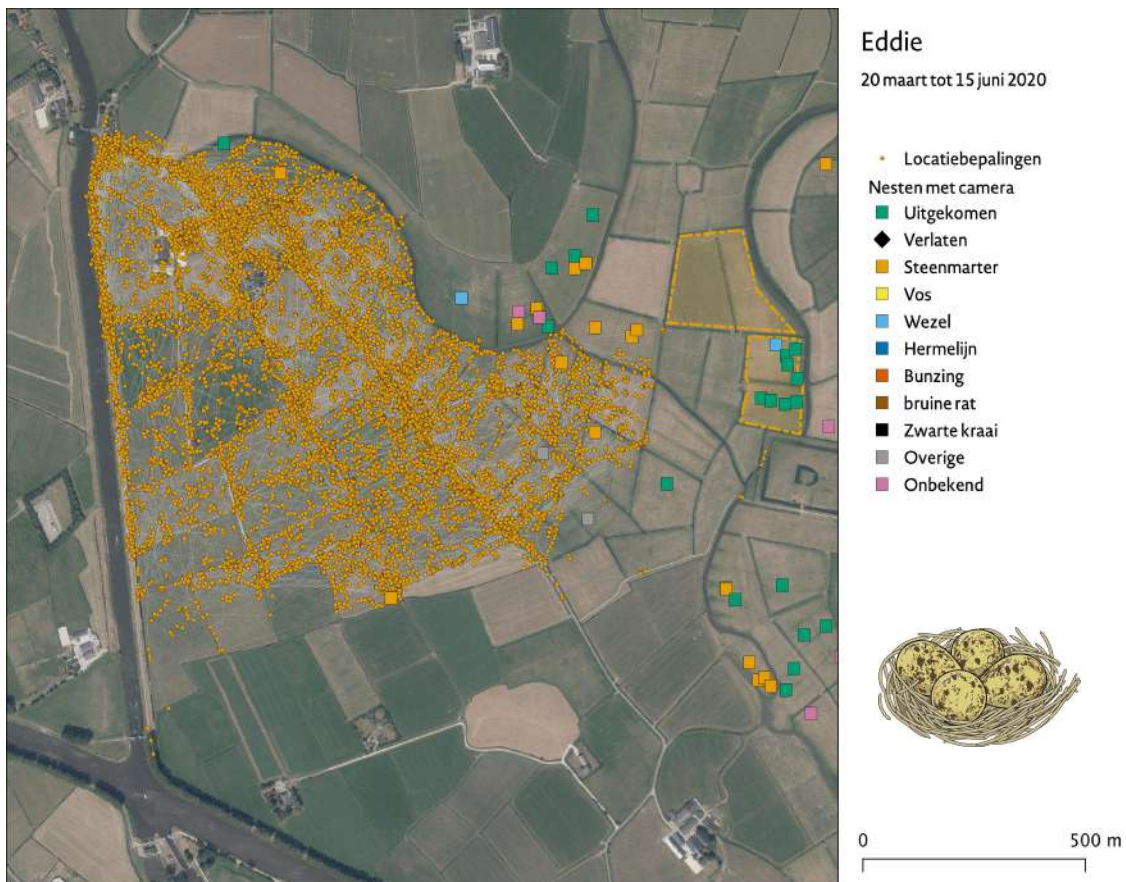 Eddie
20 maart tot 15 juni 2020
Locatiebepalingen
Nesten met camera
Uitgekomen
Verlaten
Steenmarter
Vos
Wezel
Hermelijn
Bunzing
bruine rat
Zwarte kraai
Overige
Onbekend
0 500 m